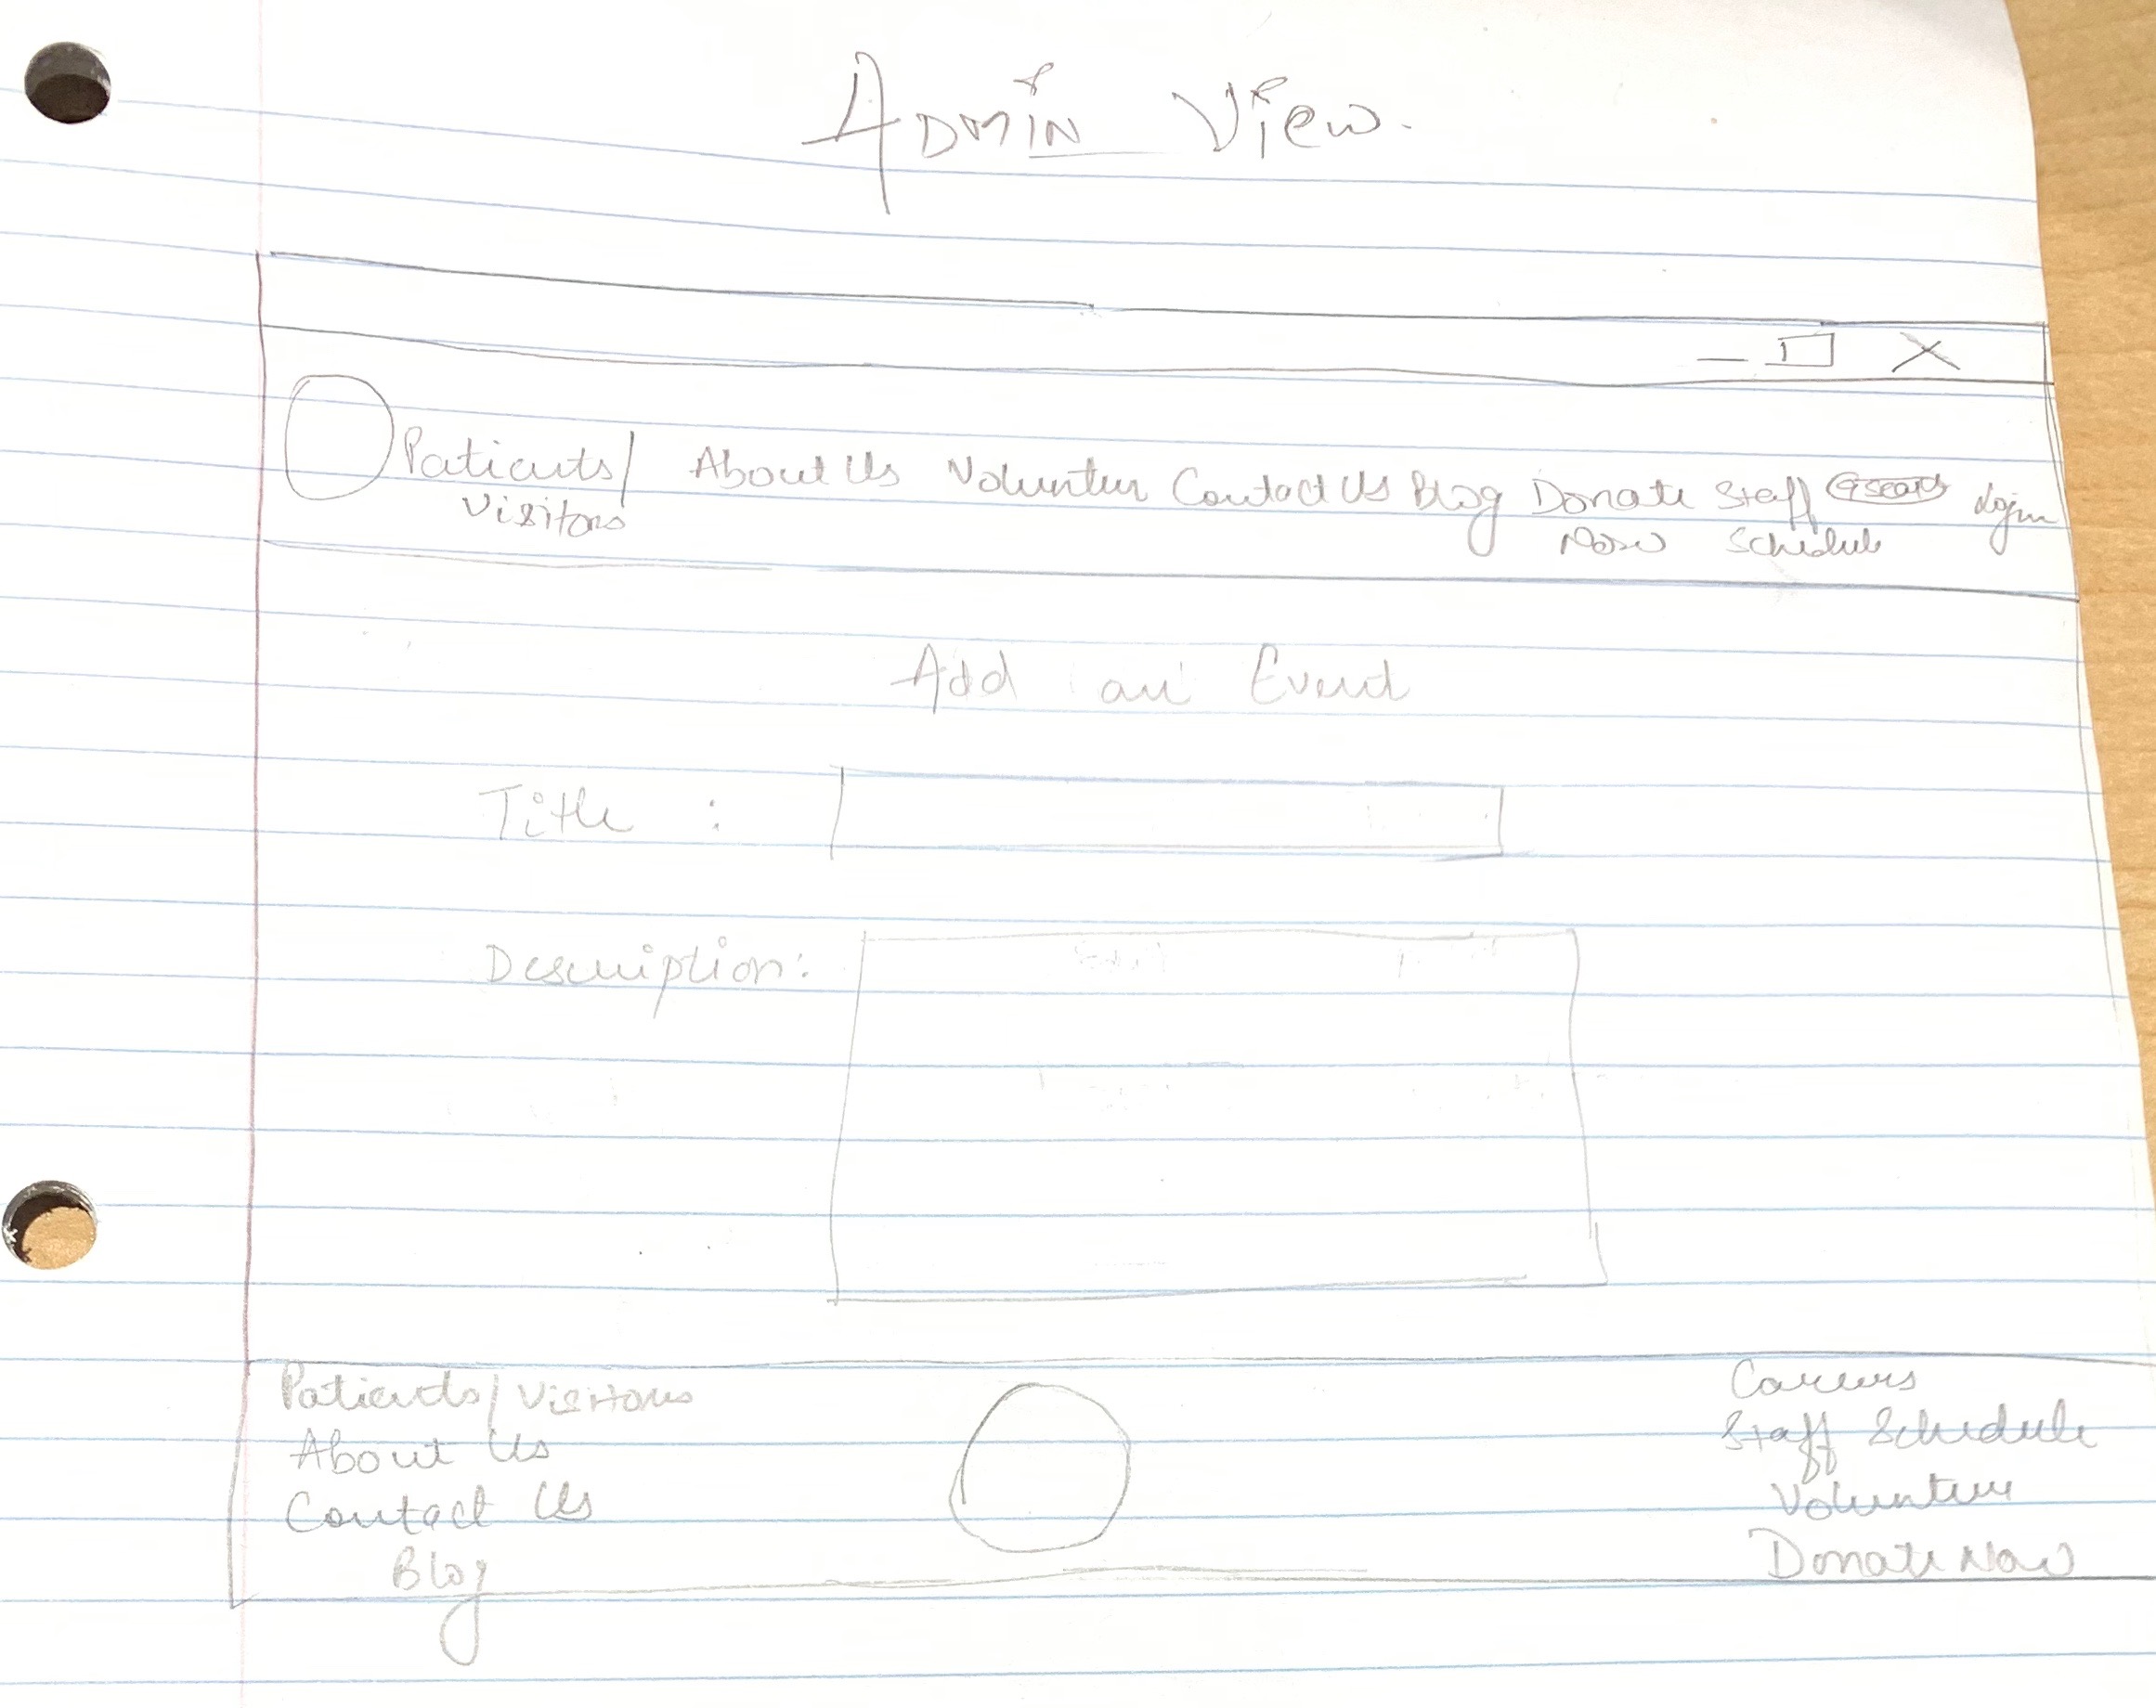 Admin View.
Patients/ About Us Volunteer Contact Us Blog Donate Staff Search Login
Visitors Now Schedule
Add an Event
Title :
Description:
Patients/Visitors Careers
About Us Staff Schedule
Contact Us Volunteer
Blog Donate Now